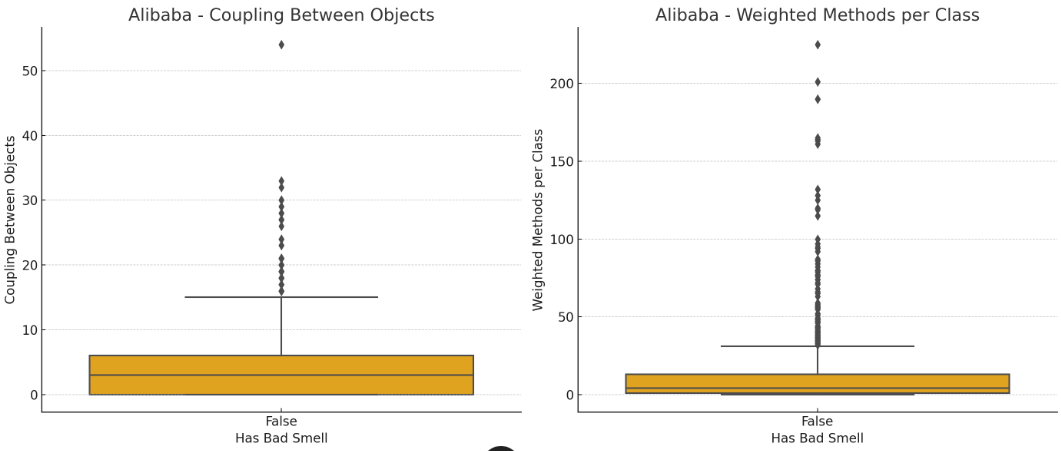 Alibaba - Coupling Between Objects
Coupling Between Objects
50
40
30
20
10
0
False
Has Bad Smell
Alibaba - Weighted Methods per Class
Weighted Methods per Class
200
150
100
50
0
False
Has Bad Smell